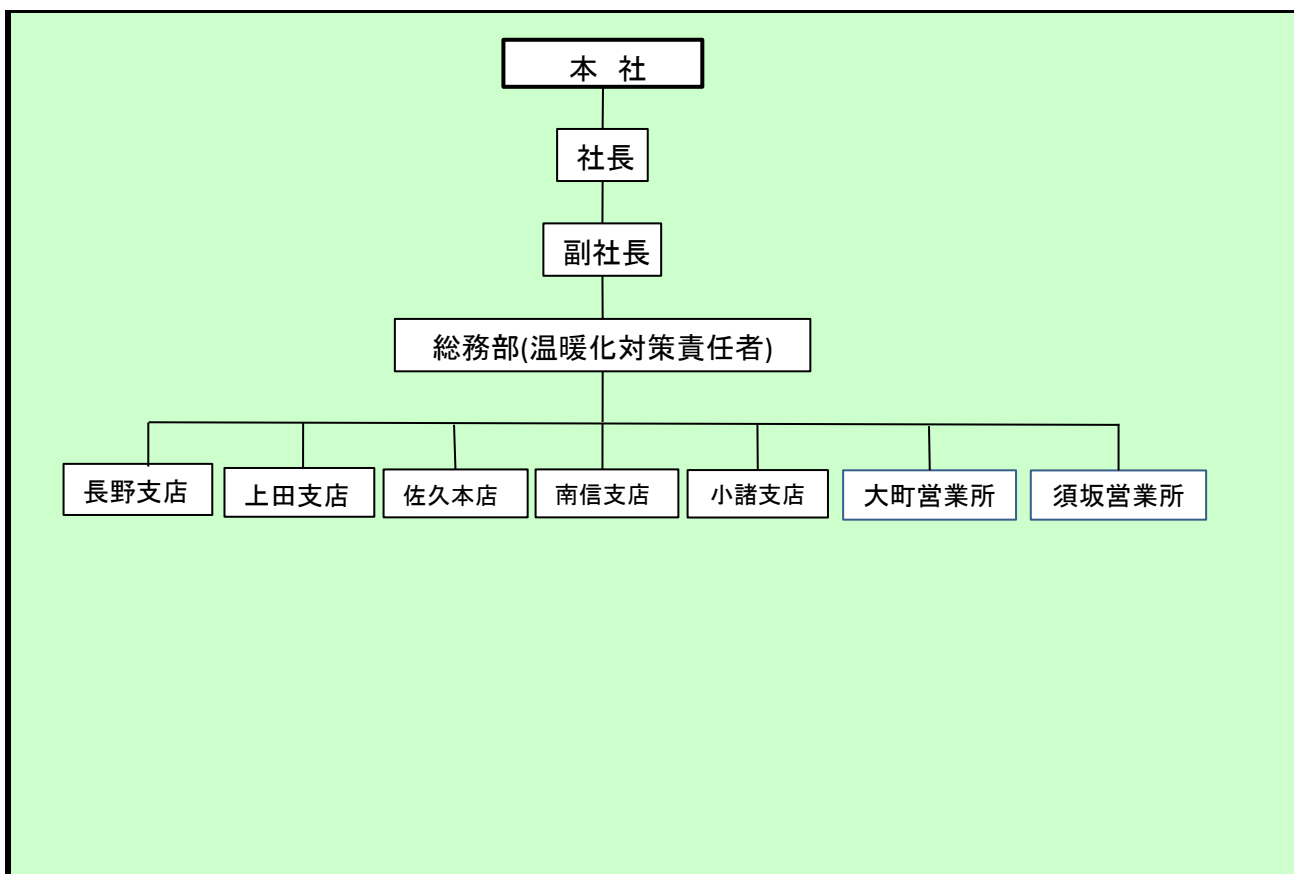 本 社
社長
副社長
総務部(温暖化対策責任者)
長野支店
上田支店
佐久本店
南信支店
小諸支店
大町営業所
須坂営業所